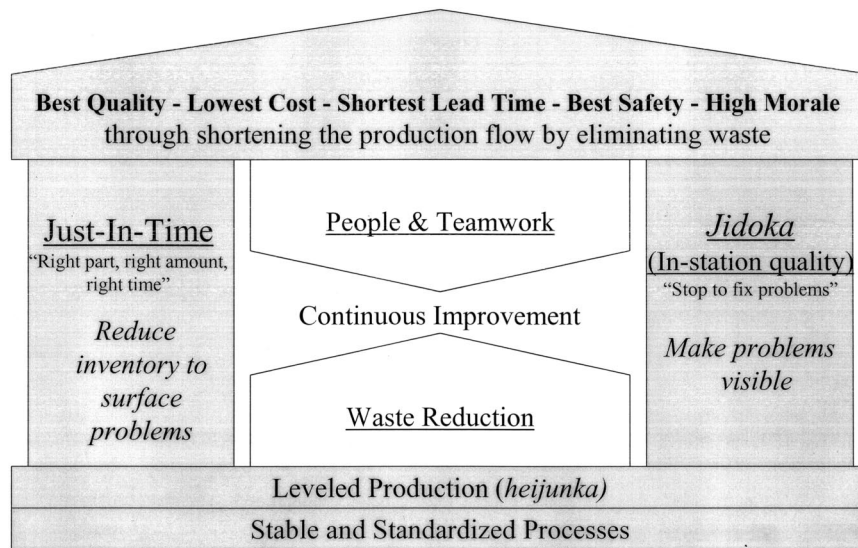 Best Quality - Lowest Cost - Shortest Lead Time - Best Safety - High Morale
through shortening the production flow by eliminating waste
Just-In-Time
“Right part, right amount,
right time”
Reduce
inventory to
surface
problems
People & Teamwork
Continuous Improvement
Waste Reduction
Jidoka
(In-station quality)
“Stop to fix problems”
Make problems
visible
Leveled Production (heijunka)
Stable and Standardized Processes